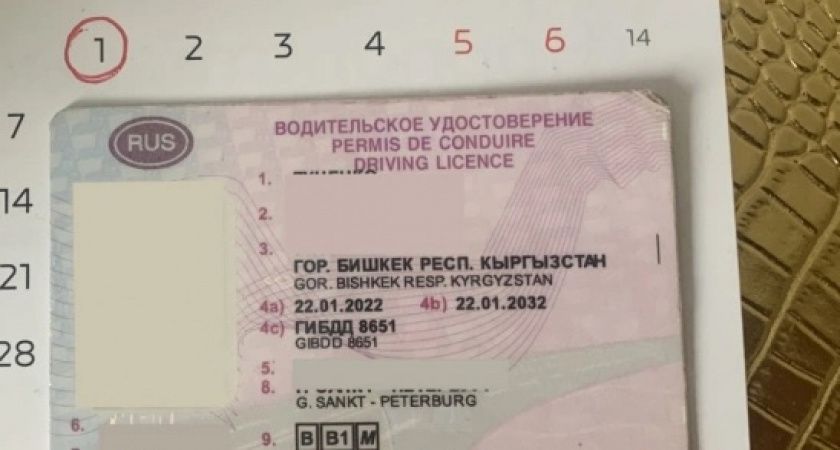 1 2 3 4 5 6 14
7
14
21
28
RUS
ВОДИТЕЛЬСКОЕ УДОСТОВЕРЕНИЕ
PERMIS DE CONDUIRE
DRIVING LICENCE
1.
2.
3.
ГОР. БИШКЕК РЕСП. КЫРГЫЗСТАН
GOR. BISHKEK RESP. KYRGYZSTAN
4a) 22.01.2022 4b) 22.01.2032
4c) ГИБДД 8651
GIBDD 8651
5.
8.
G. SANKT - PETERBURG
6.
9. B B1 M